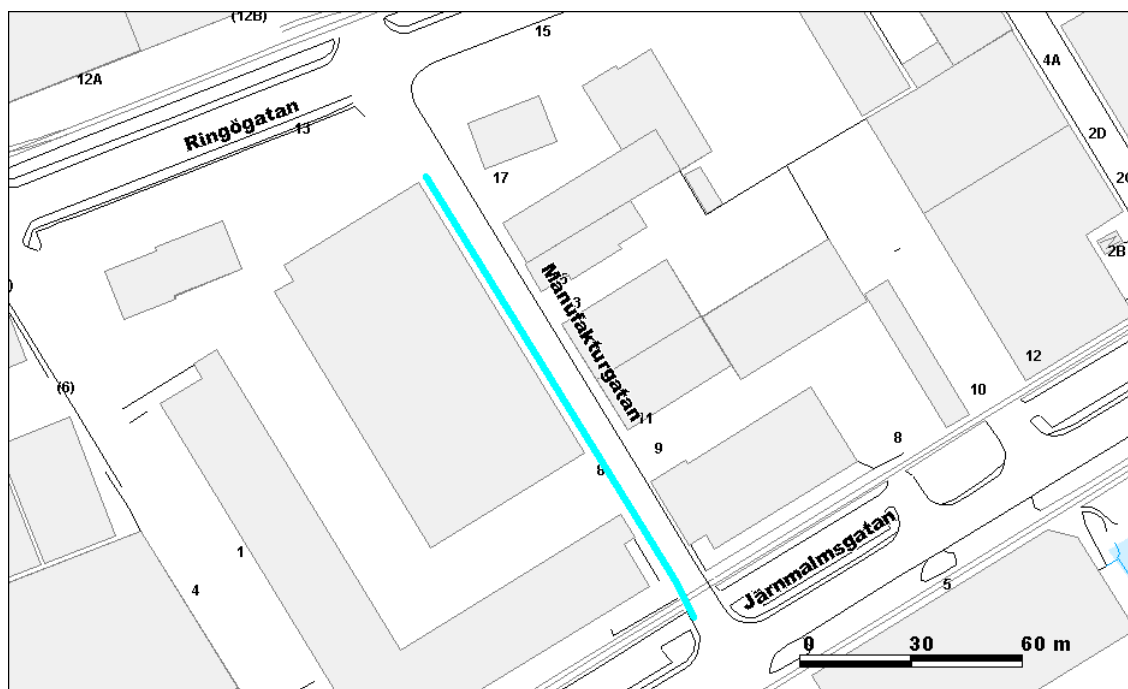 (12B)
15
12A
4A
Ringögatan
13
2D
17
2C
2B
Manufakturgatan
3
(6)
12
10
11
9
8
8
1
Järnmalmsgatan
4
5
0 30 60 m